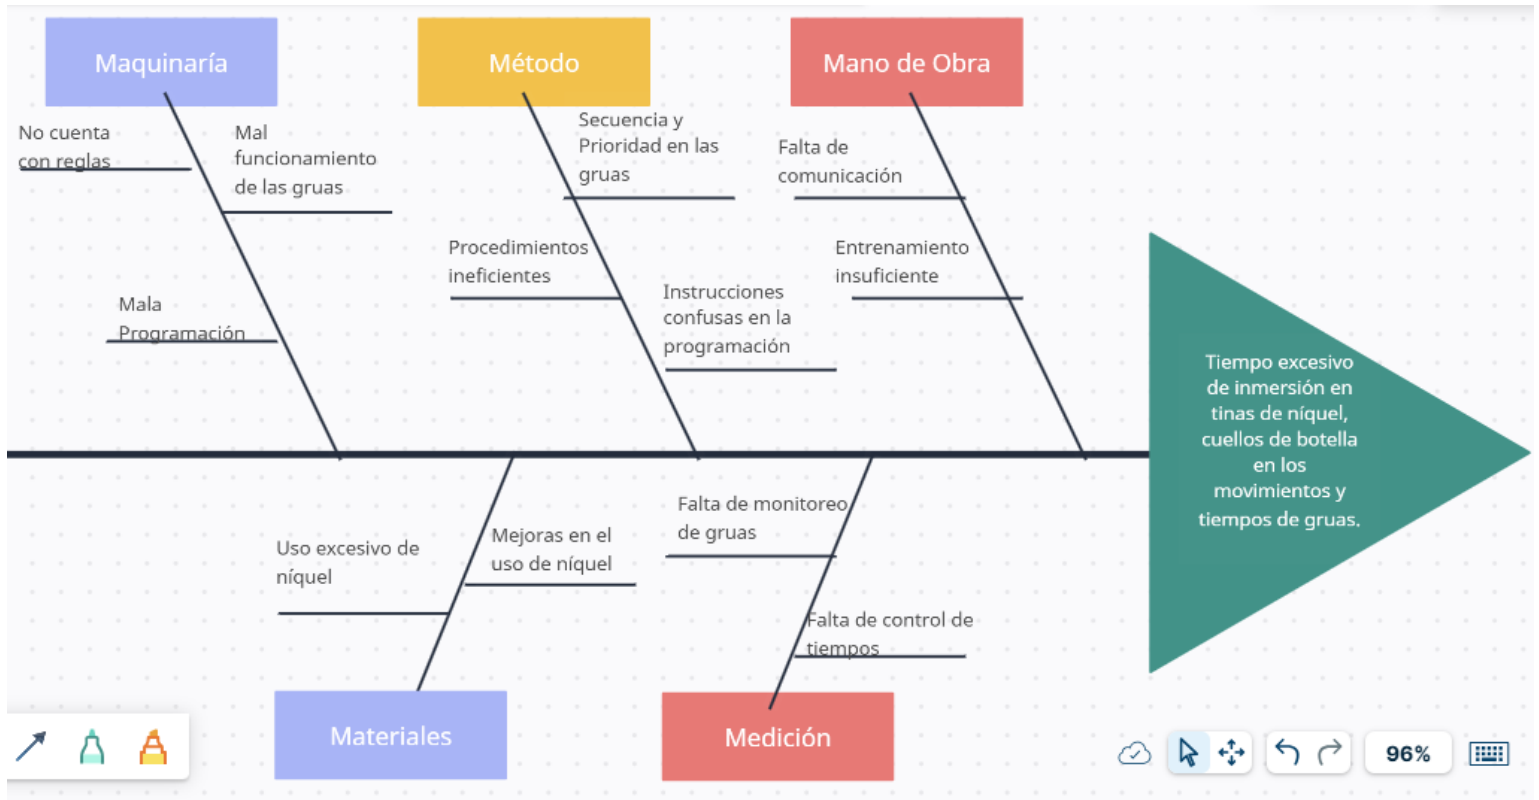 Maquinaría
Método
Mano de Obra
No cuenta
con reglas
Mal
funcionamiento
de las gruas
Mala
Programación
Secuencia y
Prioridad en las
gruas
Procedimientos
ineficientes
Instrucciones
confusas en la
programación
Falta de
comunicación
Entrenamiento
insuficiente
Tiempo excesivo
de inmersión en
tinas de níquel,
cuellos de botella
en los
movimientos y
tiempos de gruas.
Uso excesivo de
níquel
Mejoras en el
uso de níquel
Falta de monitoreo
de gruas
Falta de control de
tiempos
Materiales
Medición
96%